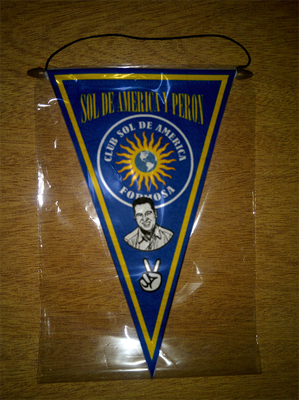 SOL DE AMERICA Y PERON
CLUB SOL DE AMERICA
FORMOSA